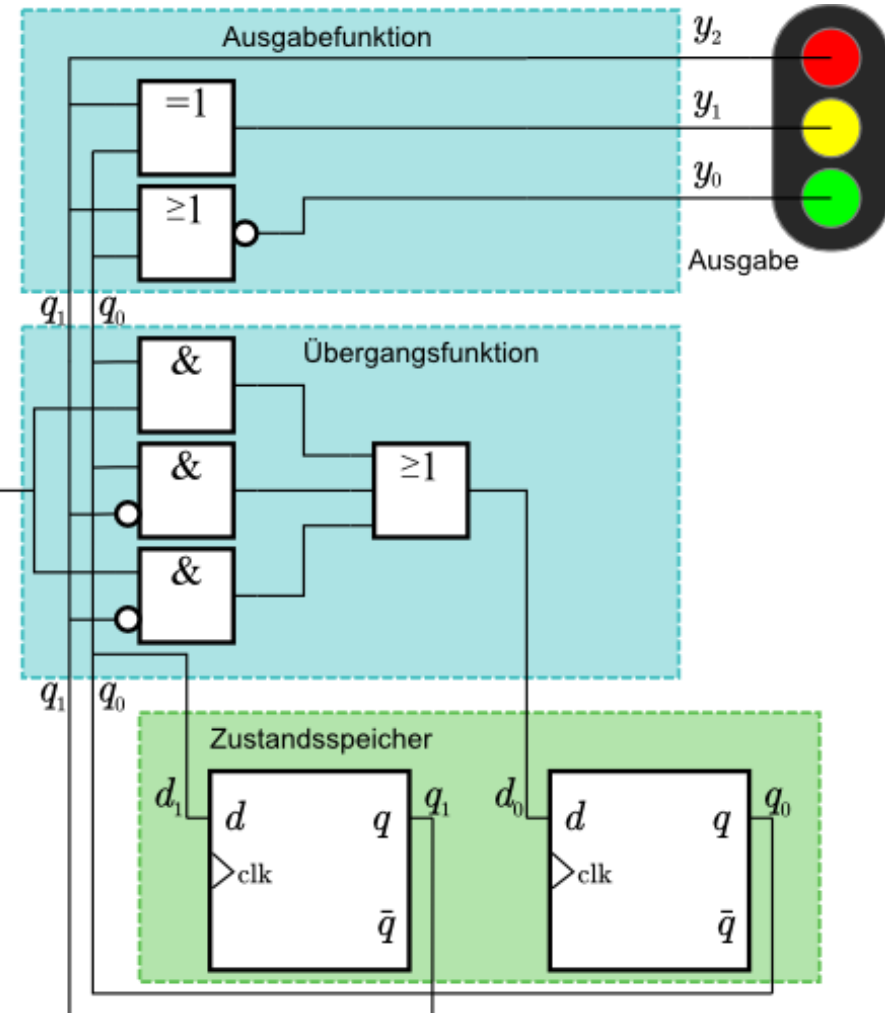 Ausgabefunktion
y₂
=1
y₁
≥1
y₀
Ausgabe
q₁ q₀
Übergangsfunktion
&
&
≥1
&
q₁ q₀
Zustandsspeicher
d₁ q₁ d₀ q₀
d q d q
clk clk
q̄ q̄